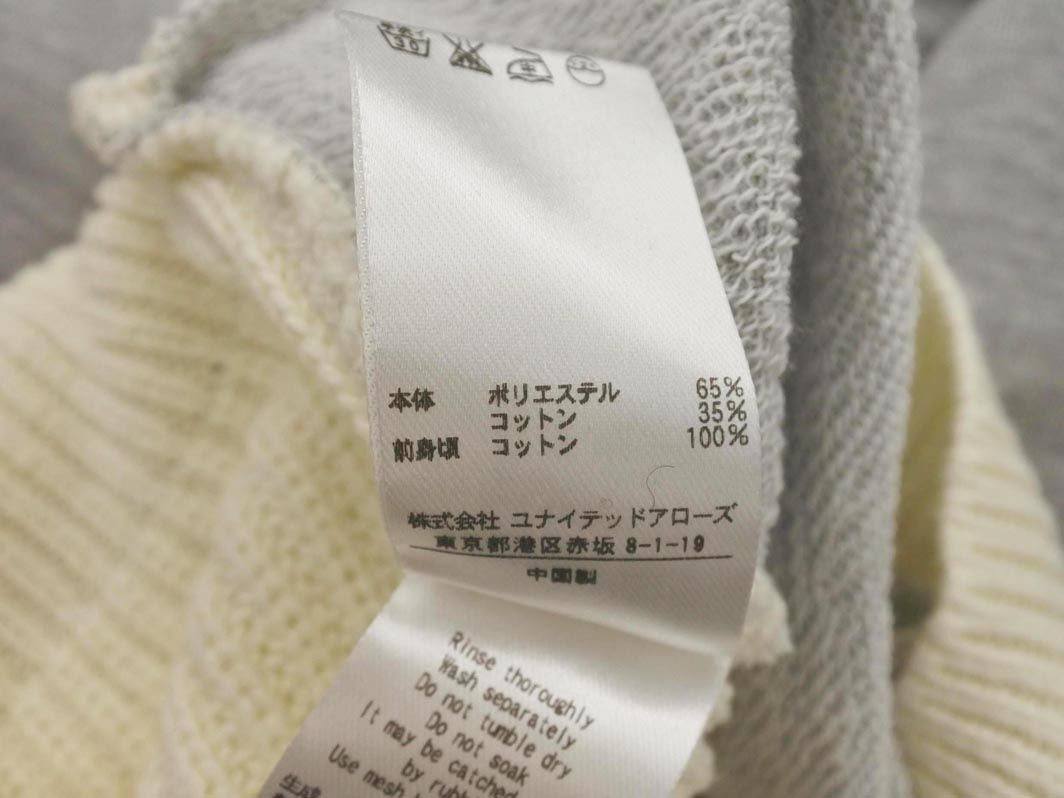 本体 ポリエステル 65%
コットン 35%
前身頃 コットン 100%
株式会社 ユナイテッドアローズ
東京都港区赤坂 8-1-19
中国製
Rinse thoroughly
Wash separately
Do not tumble dry
Do not soak
It may be catched
by
Use mesh